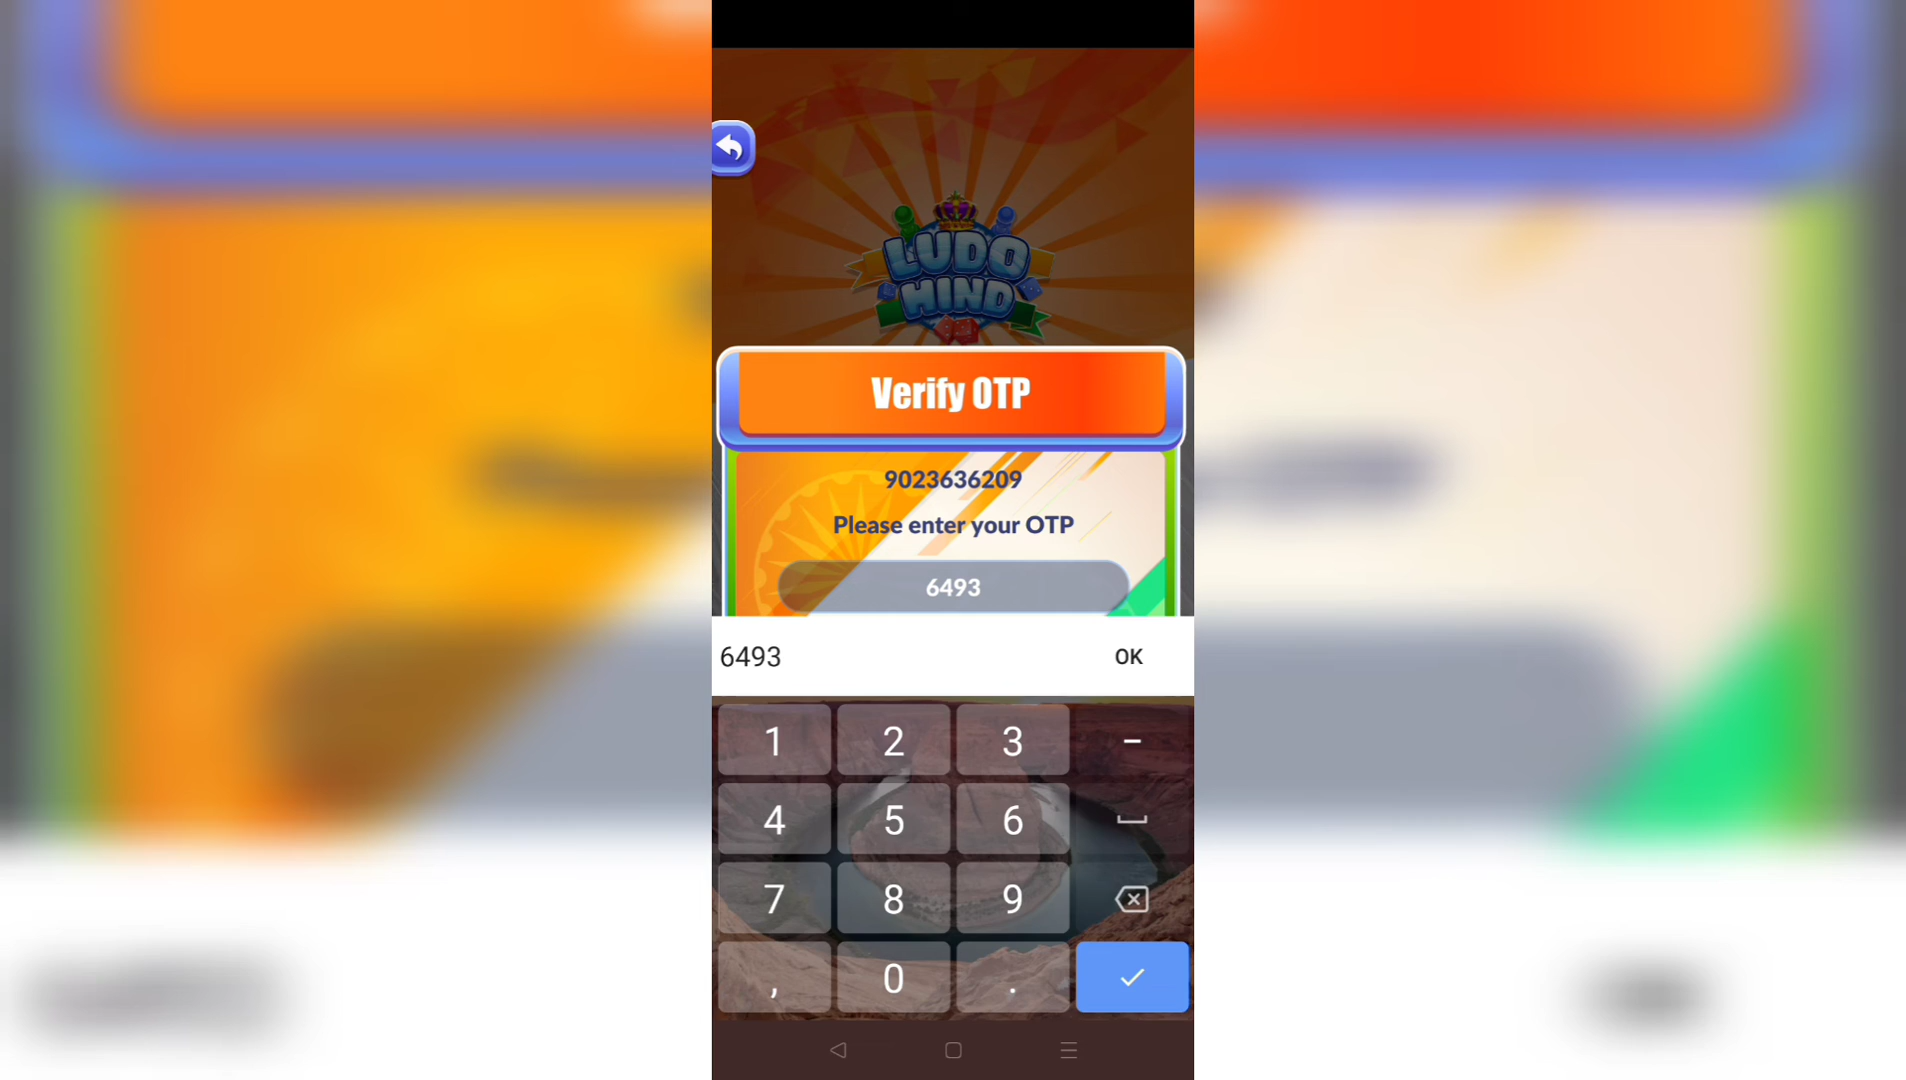 LUDO
HIND
Verify OTP
9023636209
Please enter your OTP
6493
6493 OK
1 2 3 -
4 5 6
7 8 9
, 0 .